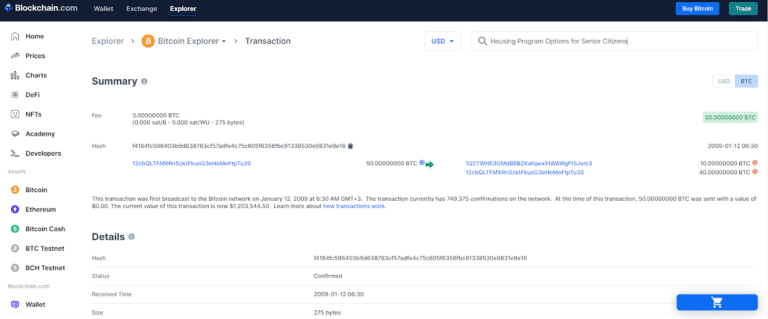 Blockchain.com Wallet Exchange Explorer Buy Bitcoin Trade
Home
Prices
Charts
DeFi
NFTs
Academy
Developers
Assets
Bitcoin
Ethereum
Bitcoin Cash
BTC Testnet
BCH Testnet
Blockchain.com
Wallet
Explorer > Bitcoin Explorer > Transaction USD Housing Program Options for Senior Citizens
Summary USD BTC
Fee 0.00000000 BTC 50.00000000 BTC
(0.000 sat/B - 0.000 sat/WU - 275 bytes)
Hash f4184fc596403b9d638783cf57adfe4c75c605f6356fbc91338530e9831e9e16 2009-01-12 06:30
12cbQLTFMXRnSzktFkuoG3eHoMeFtpTu3S 50.00000000 BTC 1Q2TWHE3GMdB6BZKafqwxXtWAWgFt5Jvm3 10.00000000 BTC
12cbQLTFMXRnSzktFkuoG3eHoMeFtpTu3S 40.00000000 BTC
This transaction was first broadcast to the Bitcoin network on January 12, 2009 at 6:30 AM GMT+3. The transaction currently has 749,375 confirmations on the network. At the time of this transaction, 50.00000000 BTC was sent with a value of
$0.00. The current value of this transaction is now $1,203,544.50. Learn more about how transactions work.
Details
Hash f4184fc596403b9d638783cf57adfe4c75c605f6356fbc91338530e9831e9e16
Status Confirmed
Received Time 2009-01-12 06:30
Size 275 bytes